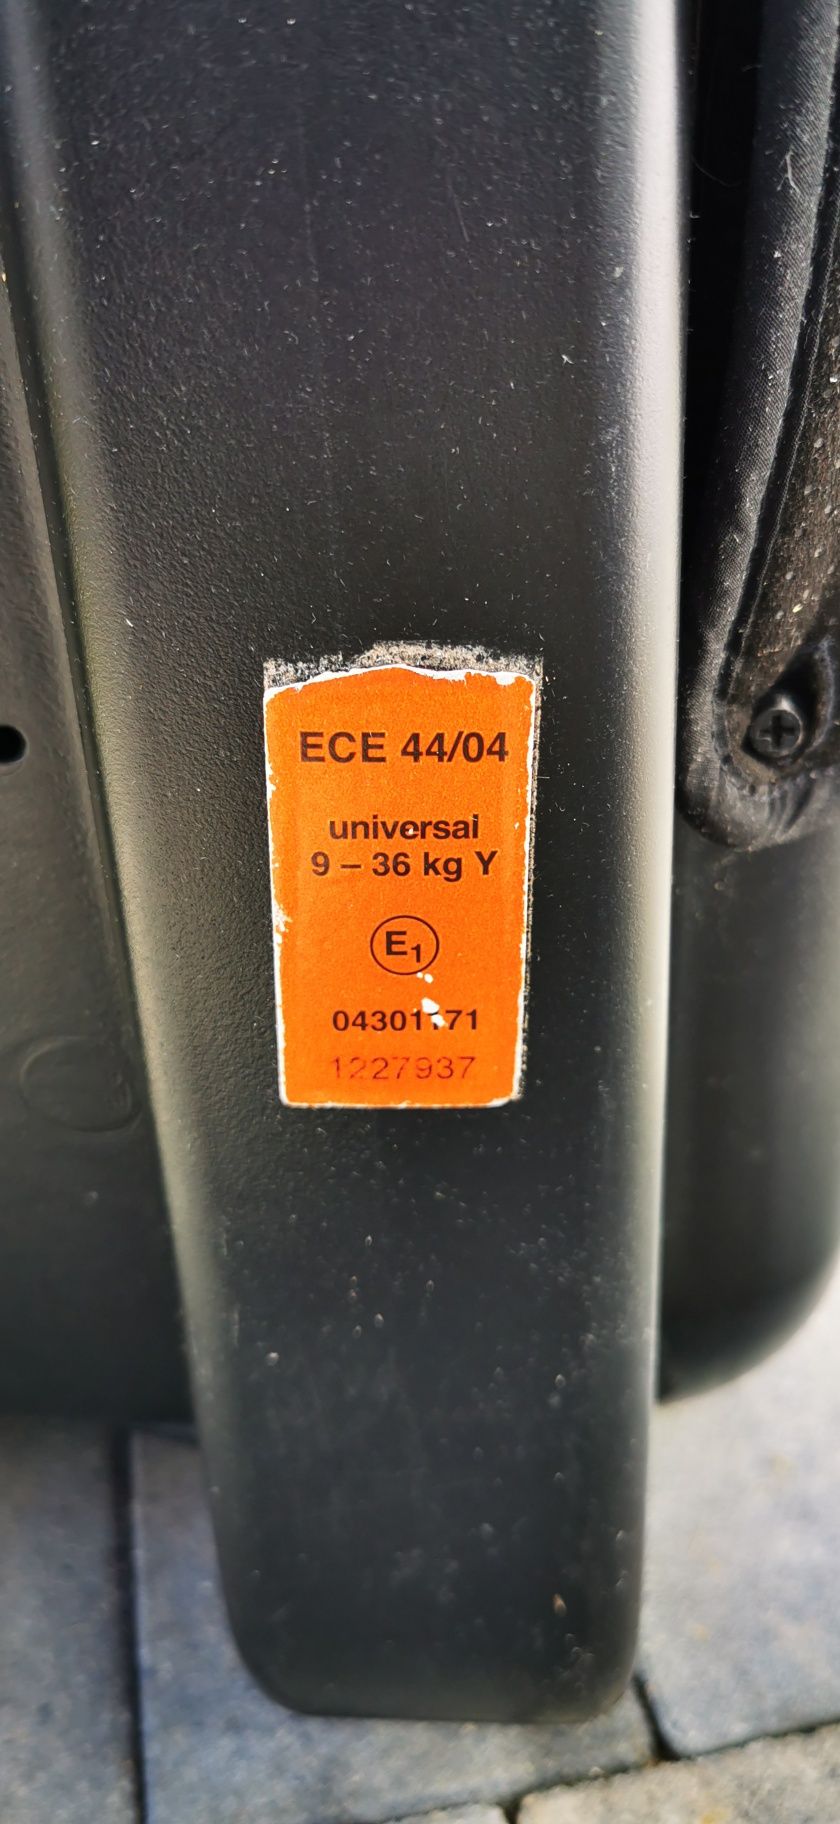 ECE 44/04
universal
9 – 36 kg Y
E1
04301171
1227937